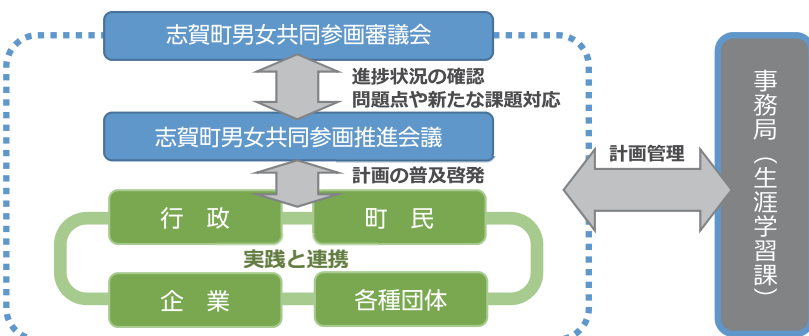 志賀町男女共同参画審議会
進捗状況の確認
問題点や新たな課題対応
志賀町男女共同参画推進会議
計画の普及啓発
行 政
町 民
実践と連携
企 業
各種団体
計画管理
事務局（生涯学習課）